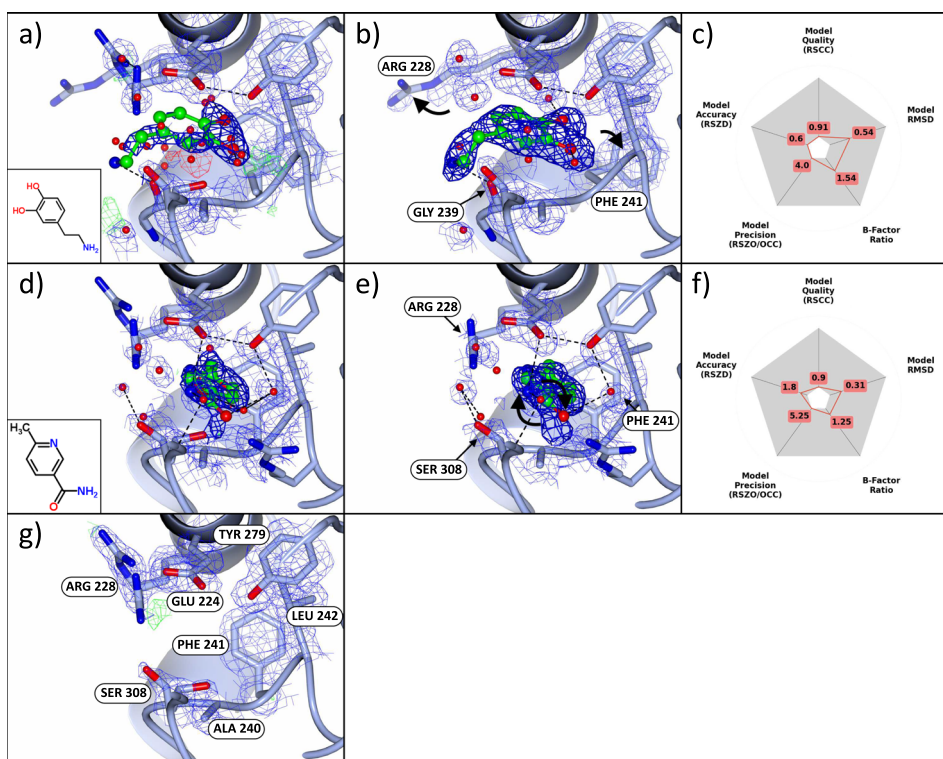 a)
HO
HO
NH2
b)
ARG 228
GLY 239
PHE 241
c)
Model
Quality
(RSCC)
Model
Accuracy
(RSZD)
Model
RMSD
0.91
0.54
0.6
4.0
1.54
Model
Precision
(RSZO/OCC)
B-Factor
Ratio
d)
H3C
N
NH2
O
e)
ARG 228
PHE 241
SER 308
f)
Model
Quality
(RSCC)
Model
Accuracy
(RSZD)
Model
RMSD
0.9
0.31
1.8
5.25
1.25
Model
Precision
(RSZO/OCC)
B-Factor
Ratio
g)
TYR 279
ARG 228
GLU 224
LEU 242
PHE 241
SER 308
ALA 240